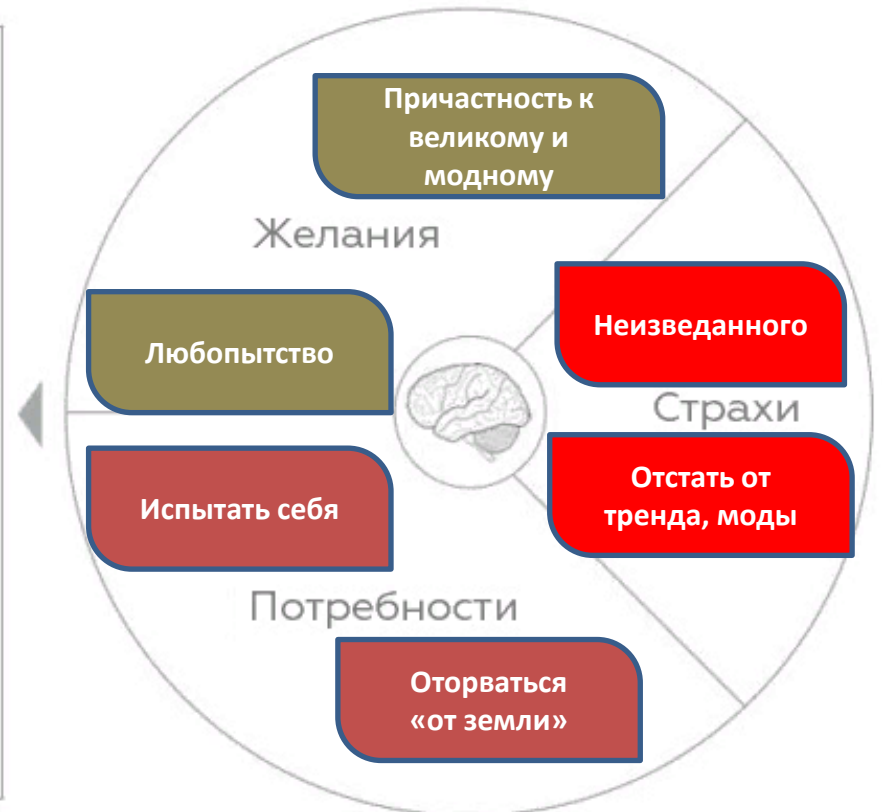 Причастность к
великому и
модному
Желания
Любопытство
Неизведанного
Страхи
Отстать от
тренда, моды
Испытать себя
Потребности
Оторваться
«от земли»